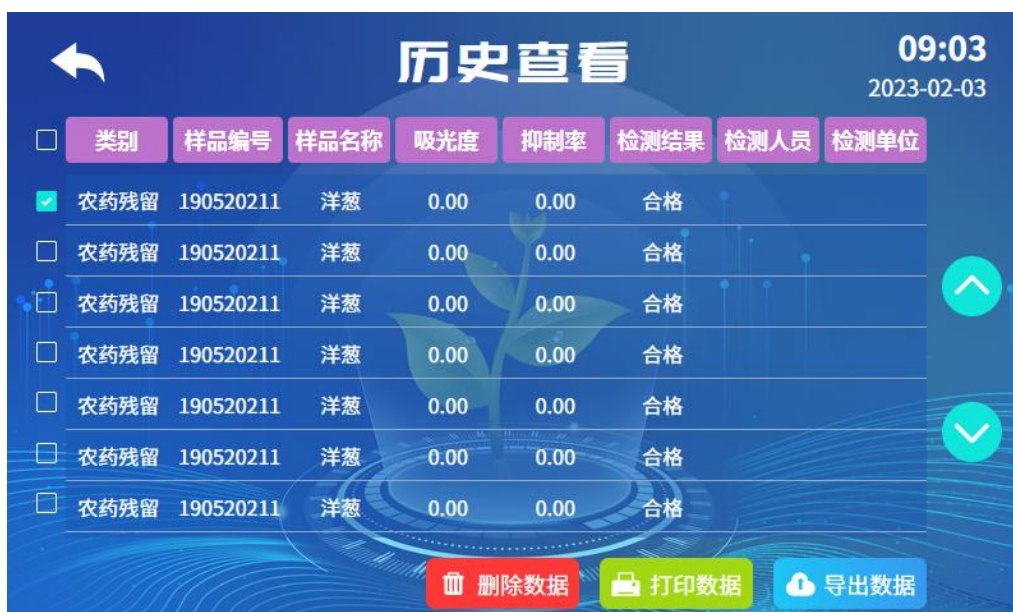 历史查看
09:03
2023-02-03
类别 样品编号 样品名称 吸光度 抑制率 检测结果 检测人员 检测单位
农药残留 190520211 洋葱 0.00 0.00 合格
农药残留 190520211 洋葱 0.00 0.00 合格
农药残留 190520211 洋葱 0.00 0.00 合格
农药残留 190520211 洋葱 0.00 0.00 合格
农药残留 190520211 洋葱 0.00 0.00 合格
农药残留 190520211 洋葱 0.00 0.00 合格
农药残留 190520211 洋葱 0.00 0.00 合格
删除数据 打印数据 导出数据